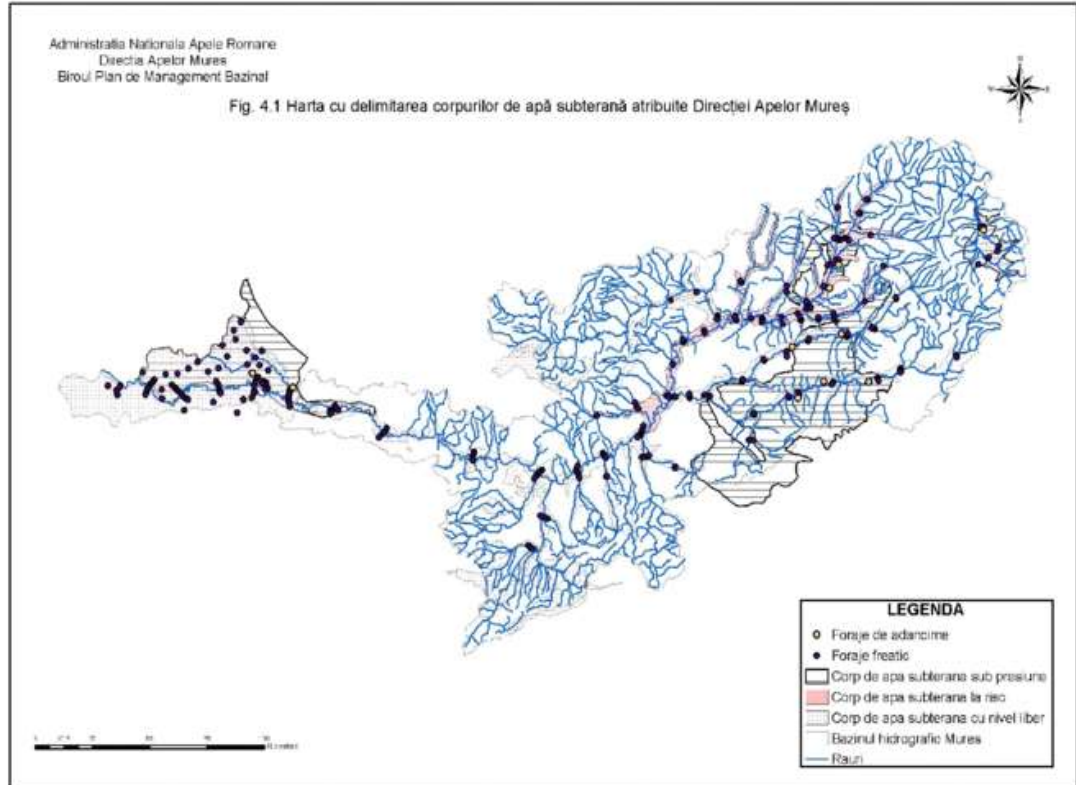 Administratia Nationala Apele Romane
Directia Apelor Mures
Biroul Plan de Management Bazinal
Fig. 4.1 Harta cu delimitarea corpurilor de apă subterană atribuite Direcției Apelor Mureș
LEGENDA
Foraje de adancime
Foraje freatic
Corp de apa subterana sub presiune
Corp de apa subterana la risc
Corp de apa subterana cu nivel liber
Bazinul hidrografic Mures
Rauri